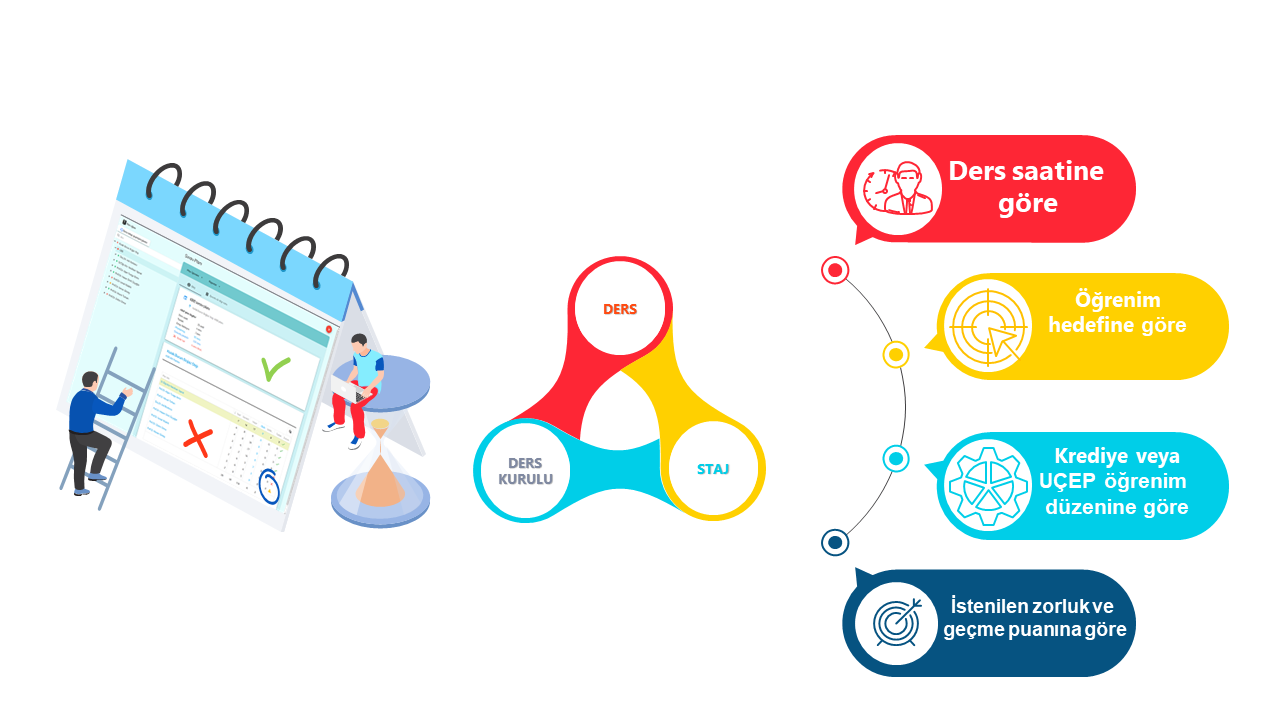 DERS
DERS
KURULU
STAJ
Ders saatine
göre
Öğrenim
hedefine göre
Krediye veya
UÇEP öğrenim
düzenine göre
İstenilen zorluk ve
geçme puanına göre